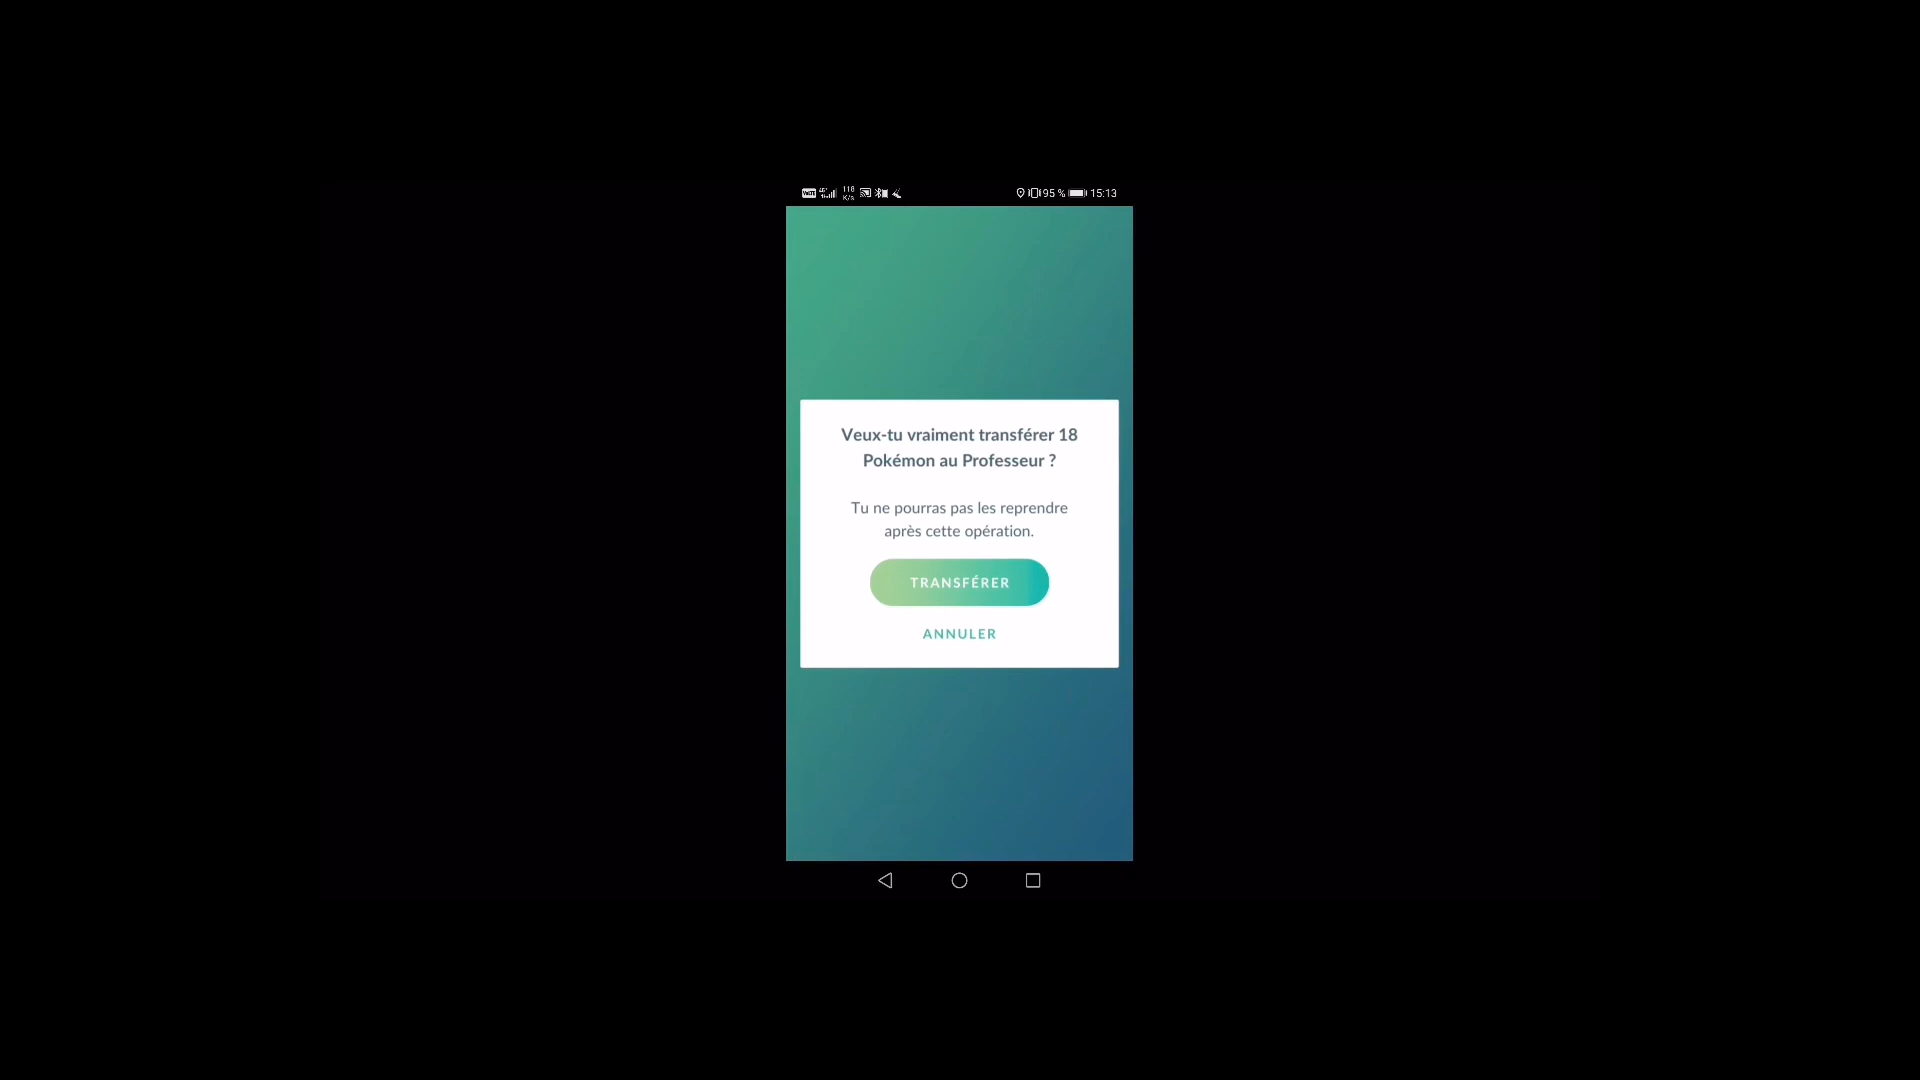 118
K/s
95 % 15:13
Veux-tu vraiment transférer 18
Pokémon au Professeur ?
Tu ne pourras pas les reprendre
après cette opération.
TRANSFÉRER
ANNULER